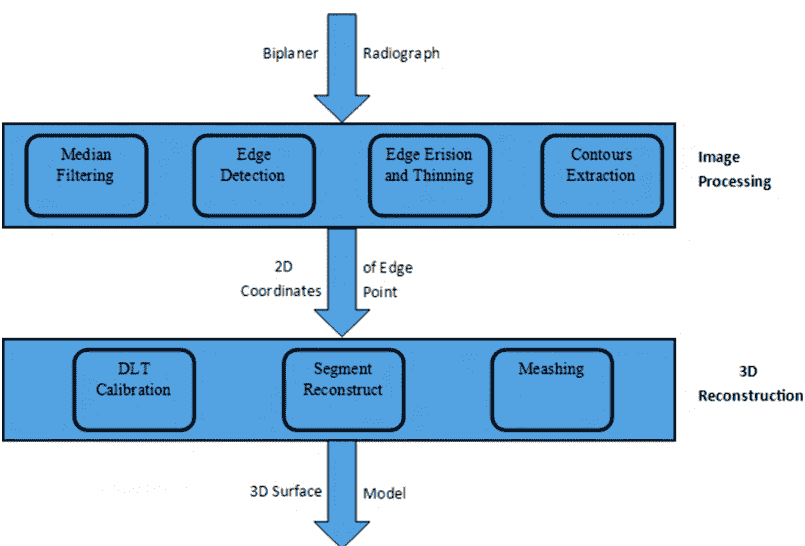 Biplaner Radiograph
Median
Filtering
Edge
Detection
Edge Erision
and Thinning
Contours
Extraction
Image
Processing
2D of Edge
Coordinates Point
DLT
Calibration
Segment
Reconstruct
Meashing
3D
Reconstruction
3D Surface Model